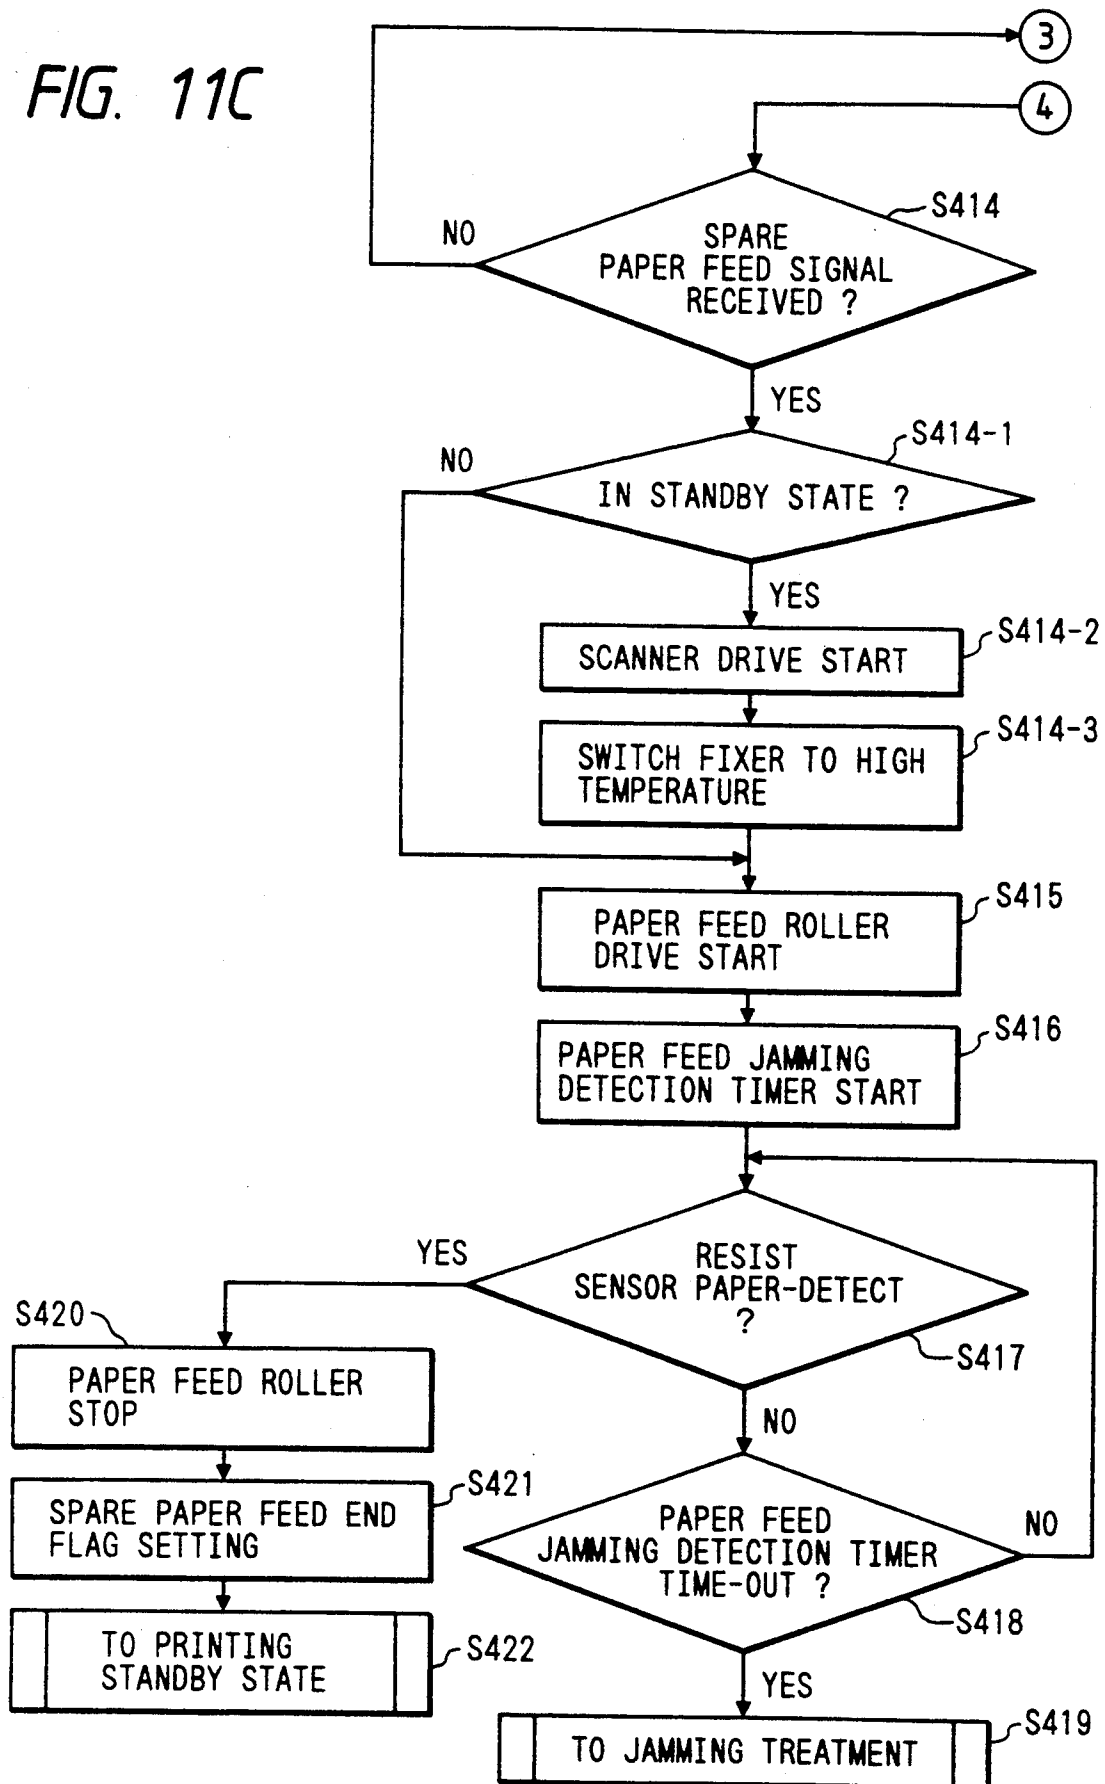 FIG. 11C
3
4
S414
NO
SPARE
PAPER FEED SIGNAL
RECEIVED ?
YES
S414-1
NO
IN STANDBY STATE ?
YES
S414-2
SCANNER DRIVE START
S414-3
SWITCH FIXER TO HIGH
TEMPERATURE
S415
PAPER FEED ROLLER
DRIVE START
S416
PAPER FEED JAMMING
DETECTION TIMER START
YES
RESIST
SENSOR PAPER-DETECT
?
S417
S420
PAPER FEED ROLLER
STOP
NO
S421
SPARE PAPER FEED END
FLAG SETTING
PAPER FEED
JAMMING DETECTION TIMER
TIME-OUT ?
NO
S418
TO PRINTING
STANDBY STATE
S422
YES
S419
TO JAMMING TREATMENT